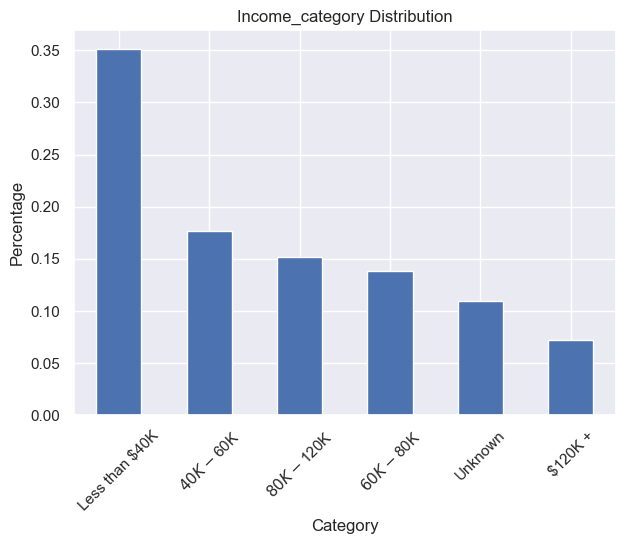 Income_category Distribution
Percentage
0.35
0.30
0.25
0.20
0.15
0.10
0.05
0.00
Less than $40K
40K – 60K
80K – 120K
60K – 80K
Unknown
$120K +
Category